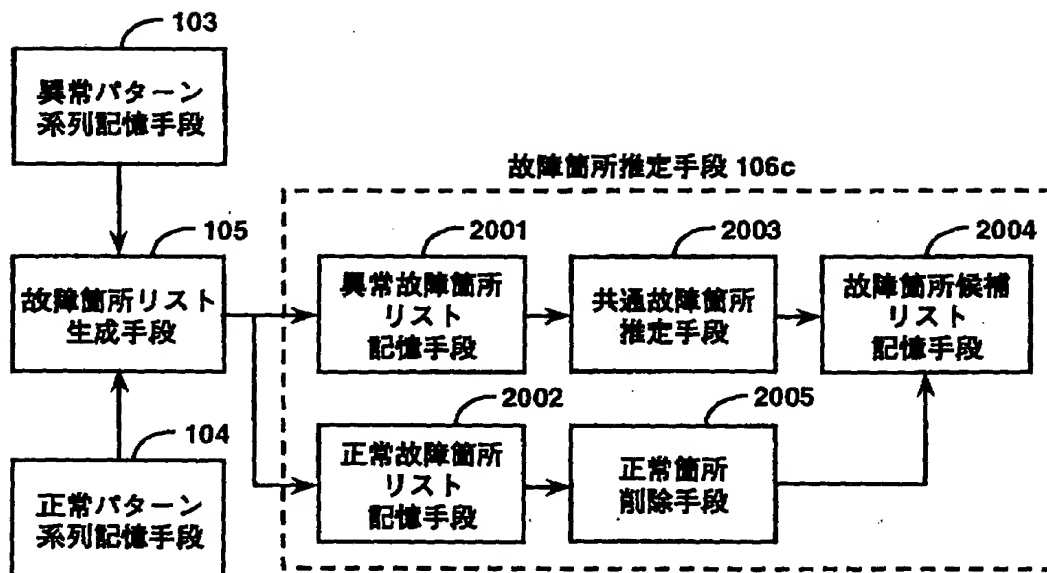 103
異常パターン
系列記憶手段
故障箇所推定手段 106c
105
故障箇所リスト
生成手段
2001
異常故障箇所
リスト
記憶手段
2003
共通故障箇所
推定手段
2004
故障箇所候補
リスト
記憶手段
104
正常パターン
系列記憶手段
2002
正常故障箇所
リスト
記憶手段
2005
正常箇所
削除手段